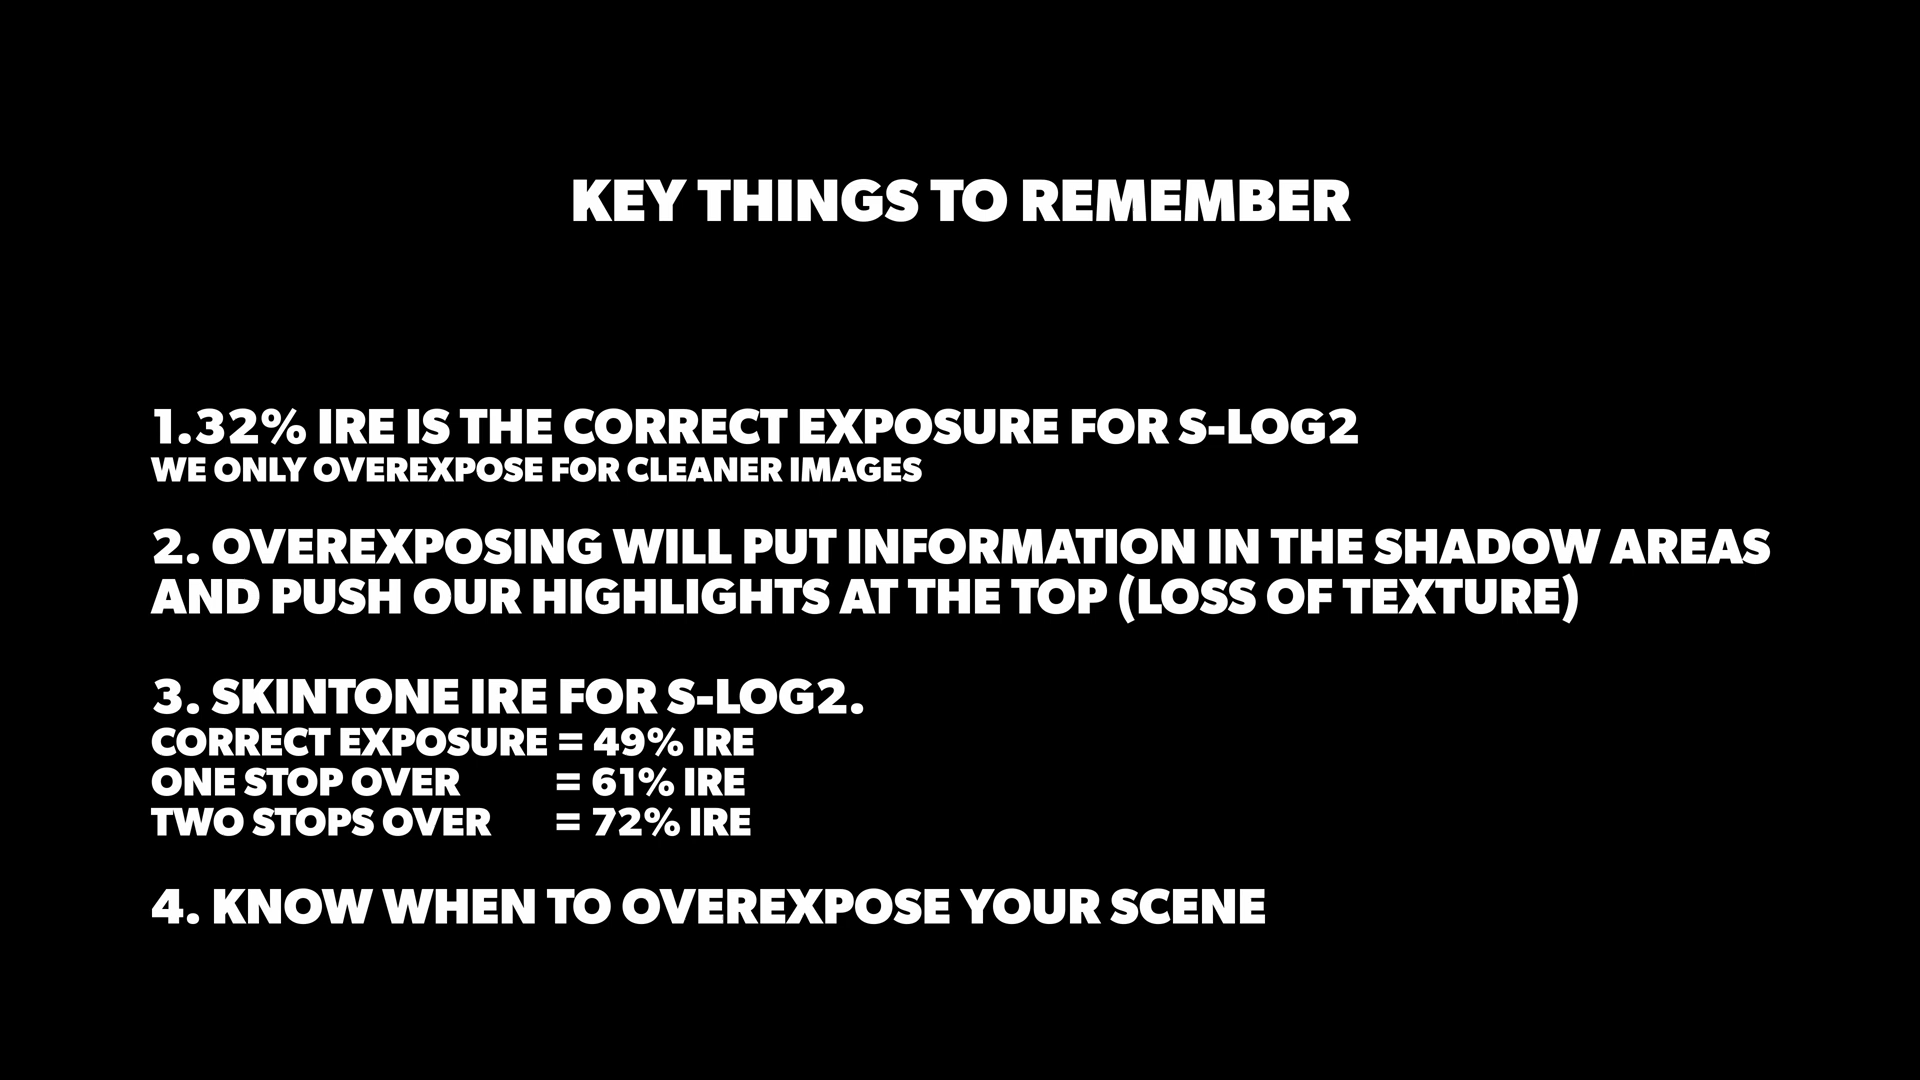 KEY THINGS TO REMEMBER
1.32% IRE IS THE CORRECT EXPOSURE FOR S-LOG2
WE ONLY OVEREXPOSE FOR CLEANER IMAGES
2. OVEREXPOSING WILL PUT INFORMATION IN THE SHADOW AREAS
AND PUSH OUR HIGHLIGHTS AT THE TOP (LOSS OF TEXTURE)
3. SKINTONE IRE FOR S-LOG2.
CORRECT EXPOSURE = 49% IRE
ONE STOP OVER = 61% IRE
TWO STOPS OVER = 72% IRE
4. KNOW WHEN TO OVEREXPOSE YOUR SCENE